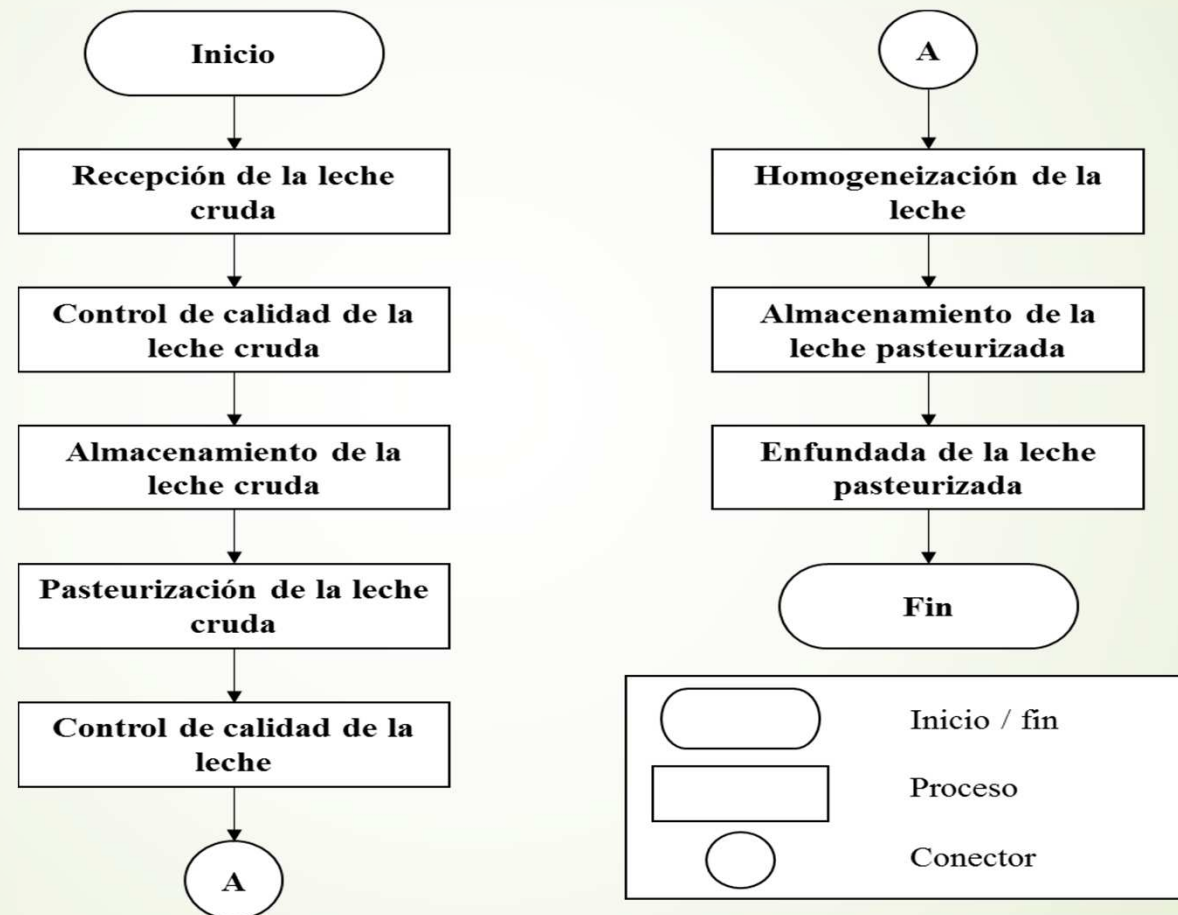 Inicio
Recepción de la leche
cruda
Control de calidad de la
leche cruda
Almacenamiento de la
leche cruda
Pasteurización de la leche
cruda
Control de calidad de la
leche
A
A
Homogeneización de la
leche
Almacenamiento de la
leche pasteurizada
Enfundada de la leche
pasteurizada
Fin
Inicio / fin
Proceso
Conector